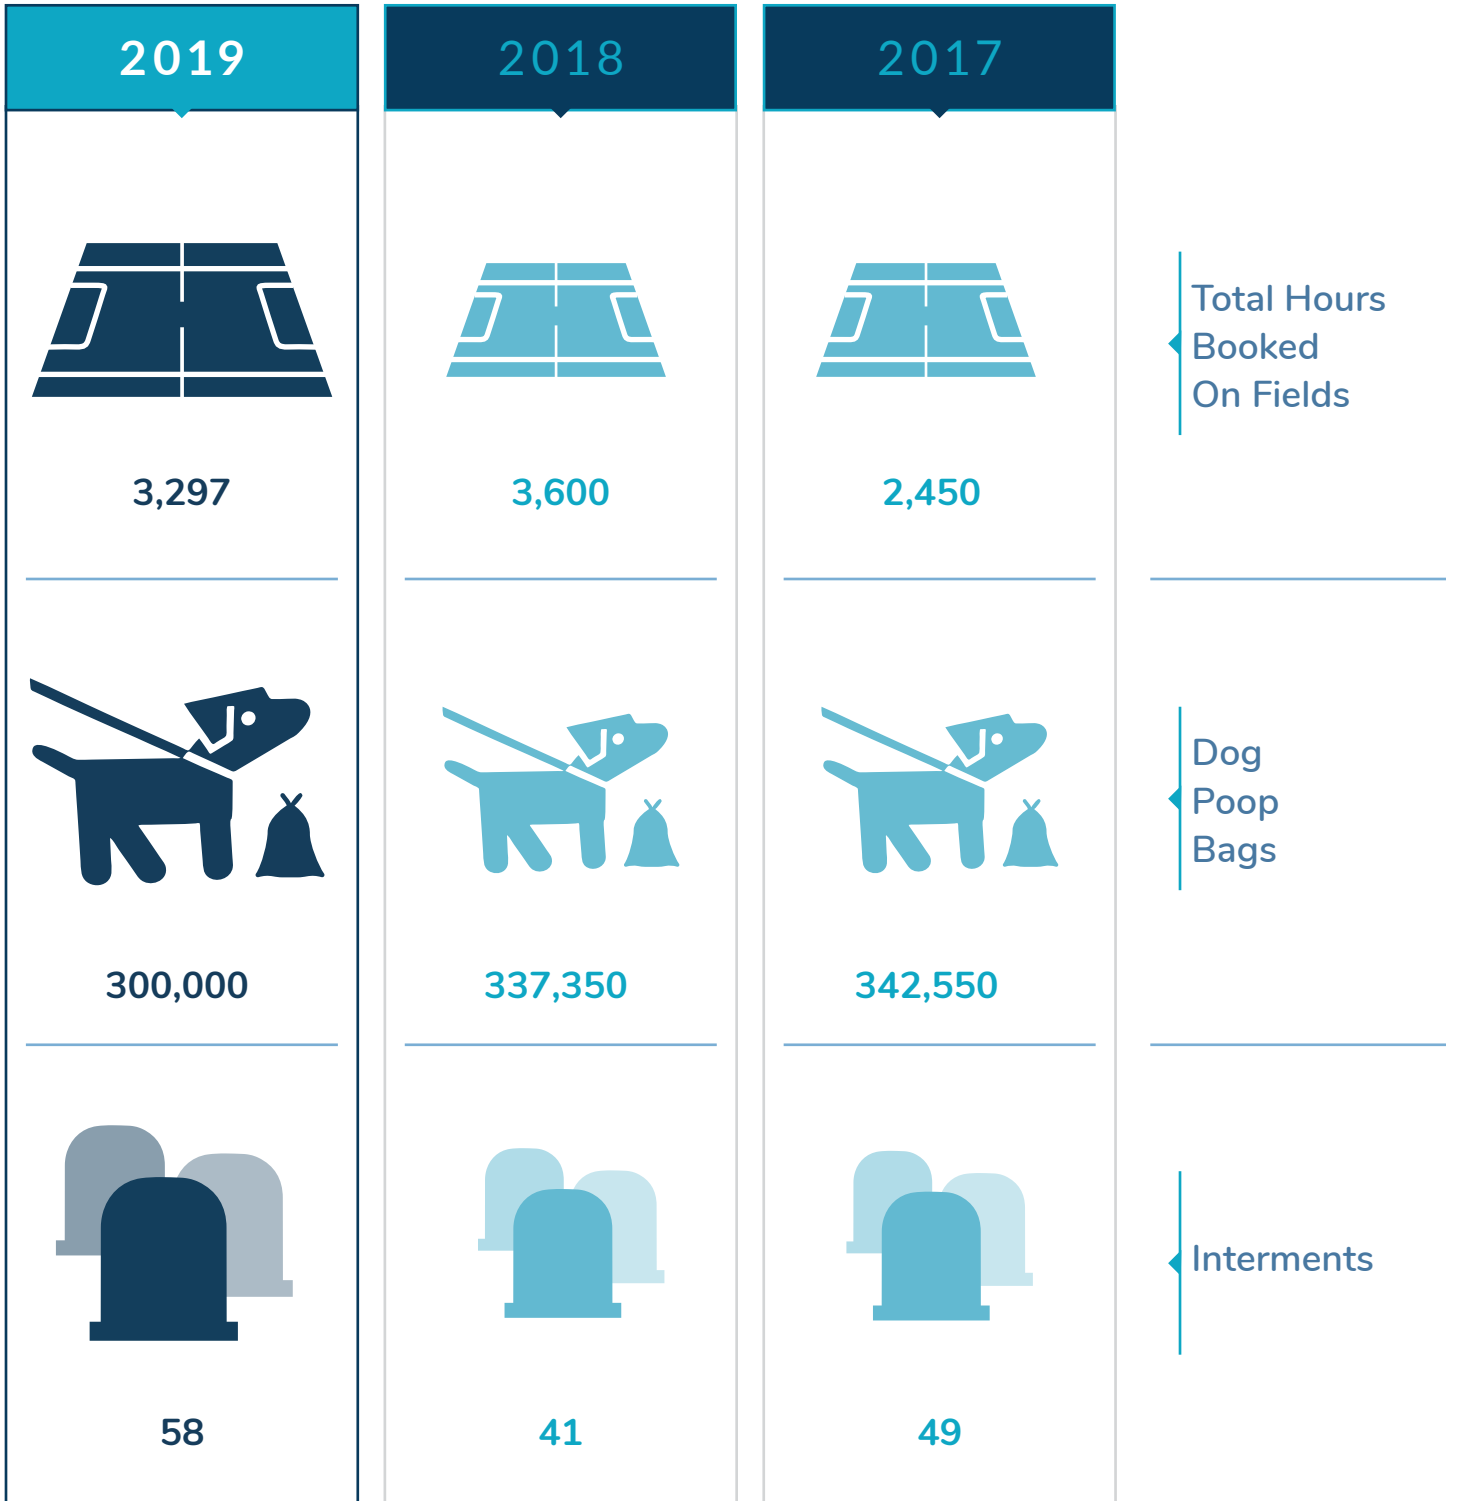 2019 2018 2017
Total Hours
Booked
On Fields
3,297 3,600 2,450
Dog
Poop
Bags
300,000 337,350 342,550
Interments
58 41 49